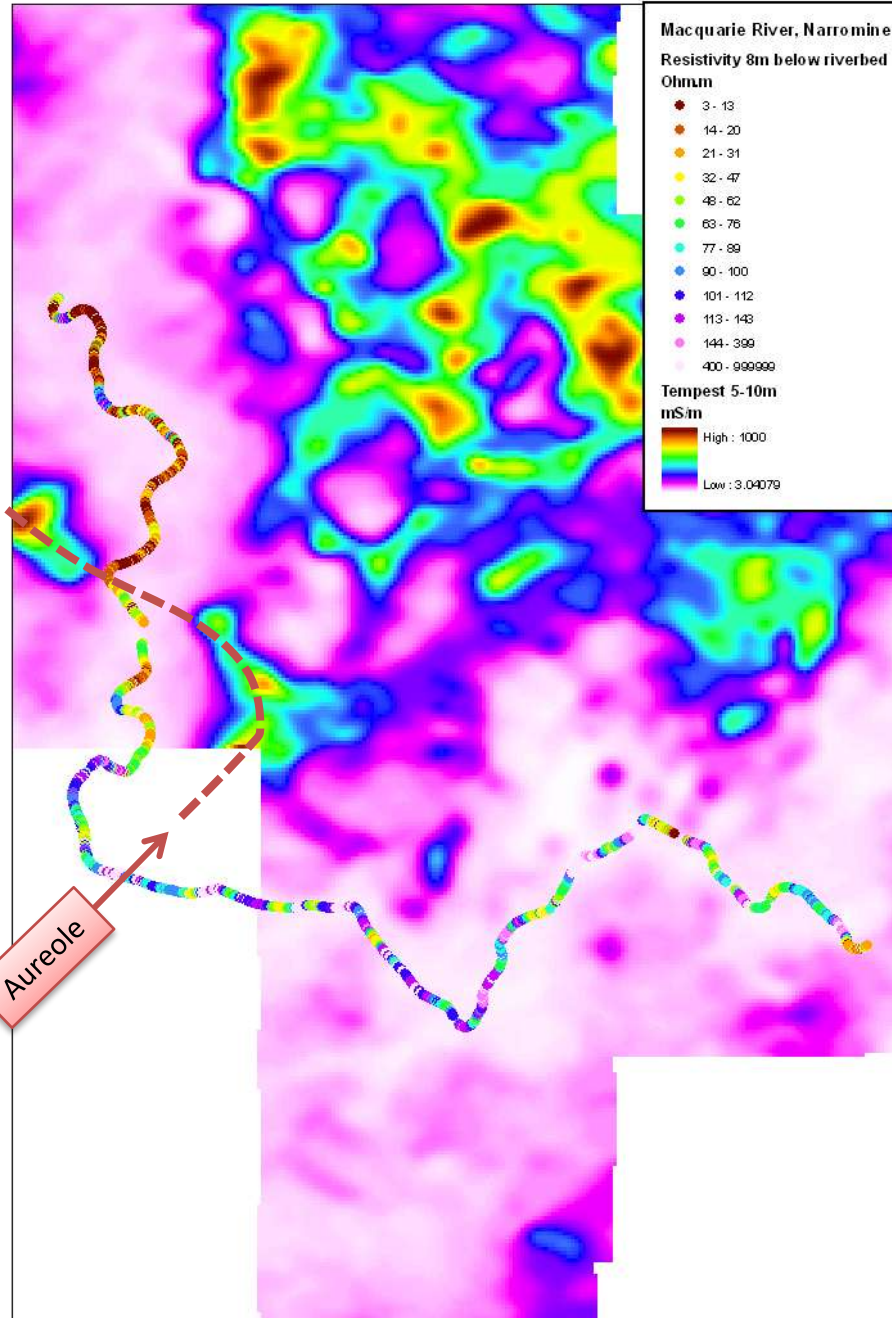 Macquarie River, Narromine
Resistivity 8m below riverbed
Ohm.m
3 - 13
14 - 20
21 - 31
32 - 47
48 - 62
63 - 76
77 - 89
90 - 100
101 - 112
113 - 143
144 - 399
400 - 999999
Tempest 5-10m
mS/m
High : 1000
Low : 3.04079
Aureole